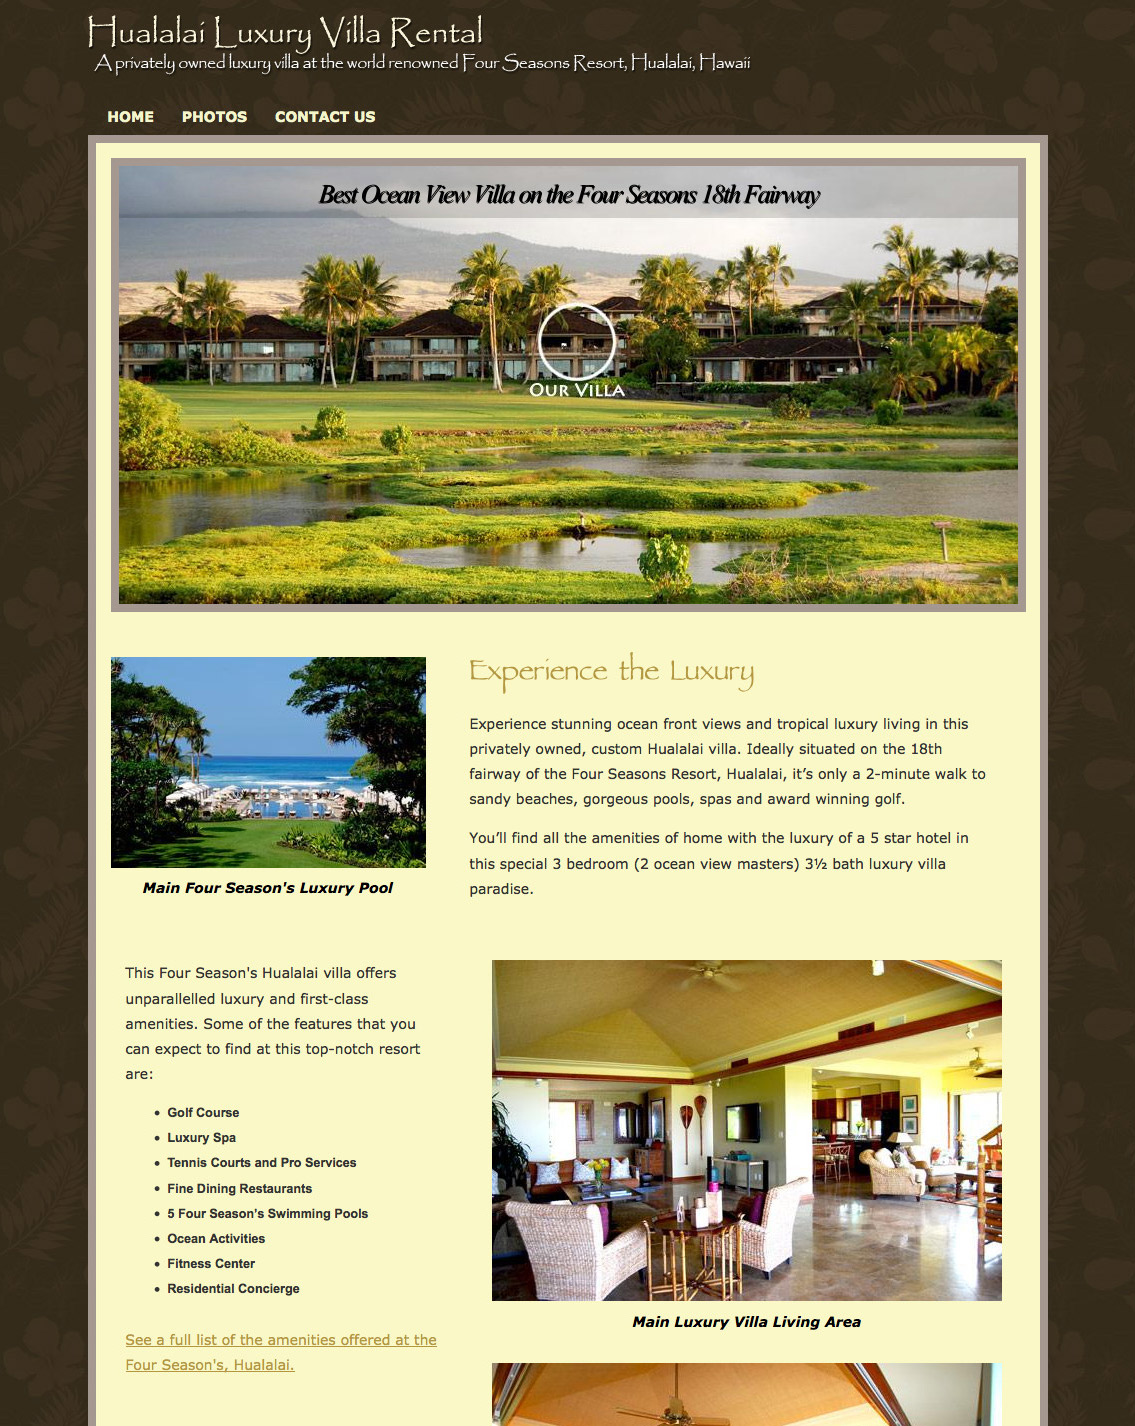 Hualalai Luxury Villa Rental
A privately owned luxury villa at the world renowned Four Seasons Resort, Hualalai, Hawaii
HOME PHOTOS CONTACT US
Best Ocean View Villa on the Four Seasons 18th Fairway
OUR VILLA
Experience the Luxury
Experience stunning ocean front views and tropical luxury living in this
privately owned, custom Hualalai villa. Ideally situated on the 18th
fairway of the Four Seasons Resort, Hualalai, it’s only a 2-minute walk to
sandy beaches, gorgeous pools, spas and award winning golf.
You’ll find all the amenities of home with the luxury of a 5 star hotel in
this special 3 bedroom (2 ocean view masters) 3½ bath luxury villa
paradise.
Main Four Season's Luxury Pool
This Four Season's Hualalai villa offers
unparallelled luxury and first-class
amenities. Some of the features that you
can expect to find at this top-notch resort
are:
• Golf Course
• Luxury Spa
• Tennis Courts and Pro Services
• Fine Dining Restaurants
• 5 Four Season's Swimming Pools
• Ocean Activities
• Fitness Center
• Residential Concierge
See a full list of the amenities offered at the
Four Season's, Hualalai.
Main Luxury Villa Living Area